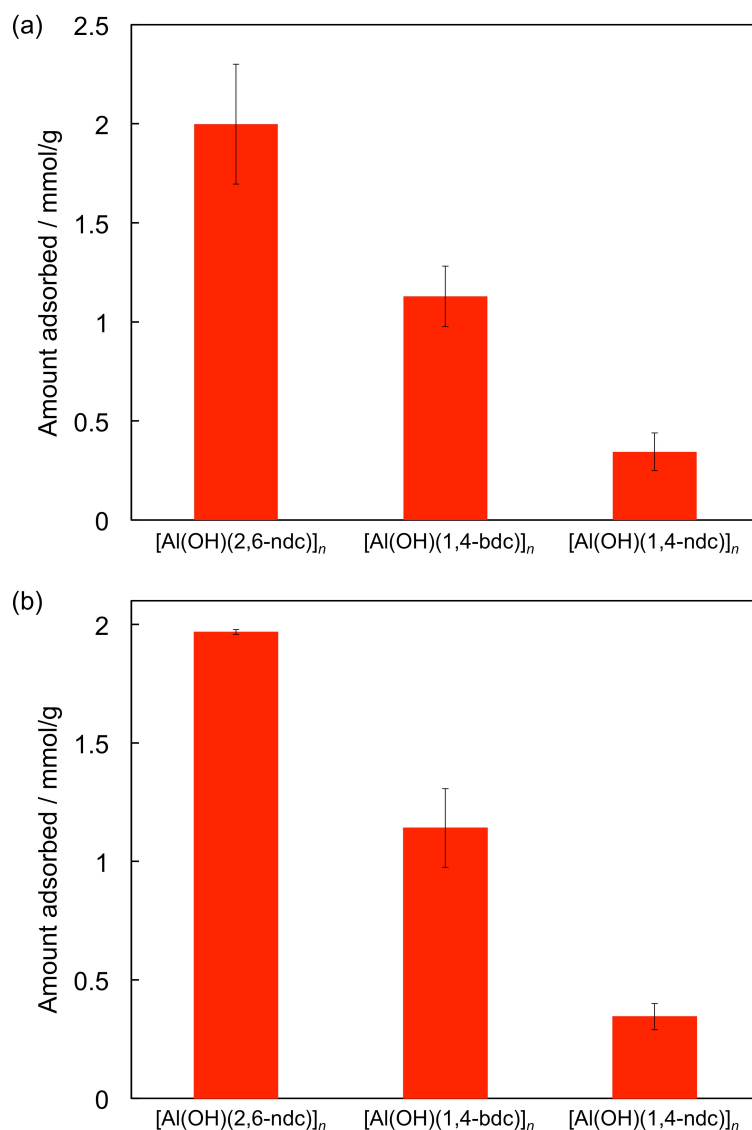 (a)
2.5
2
1.5
1
0.5
0
Amount adsorbed / mmol/g
[Al(OH)(2,6-ndc)]n [Al(OH)(1,4-bdc)]n [Al(OH)(1,4-ndc)]n
(b)
2
1.5
1
0.5
0
Amount adsorbed / mmol/g
[Al(OH)(2,6-ndc)]n [Al(OH)(1,4-bdc)]n [Al(OH)(1,4-ndc)]n